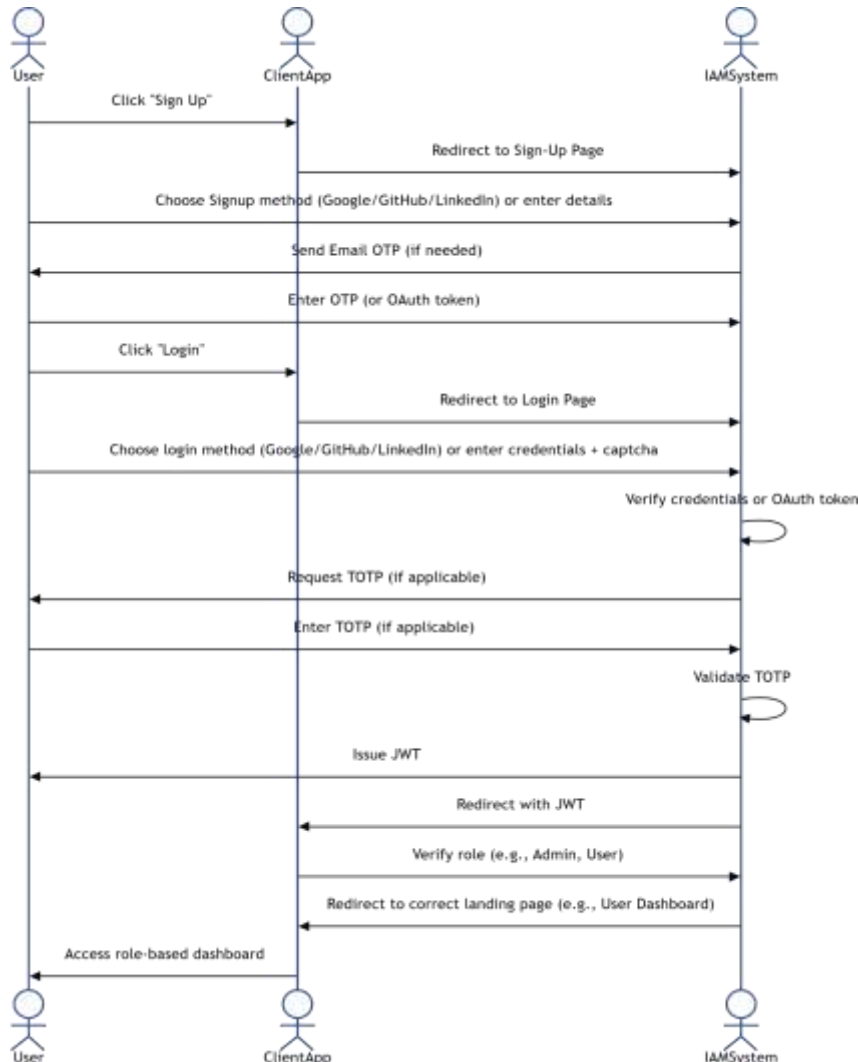 User ClientApp IAMSystem
Click "Sign Up"
Redirect to Sign-Up Page
Choose Signup method (Google/GitHub/LinkedIn) or enter details
Send Email OTP (if needed)
Enter OTP (or OAuth token)
Click "Login"
Redirect to Login Page
Choose login method (Google/GitHub/LinkedIn) or enter credentials + captcha
Verify credentials or OAuth token
Request TOTP (if applicable)
Enter TOTP (if applicable)
Validate TOTP
Issue JWT
Redirect with JWT
Verify role (e.g., Admin, User)
Redirect to correct landing page (e.g., User Dashboard)
Access role-based dashboard
User ClientApp IAMSystem